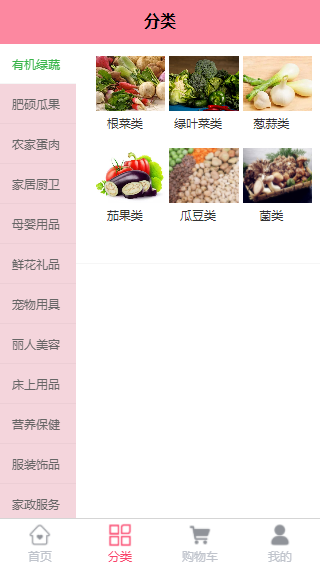 分类
有机绿蔬
肥硕瓜果
农家蛋肉
家居厨卫
母婴用品
鲜花礼品
宠物用具
丽人美容
床上用品
营养保健
服装饰品
家政服务
根菜类 绿叶菜类 葱蒜类
茄果类 瓜豆类 菌类
首页 分类 购物车 我的